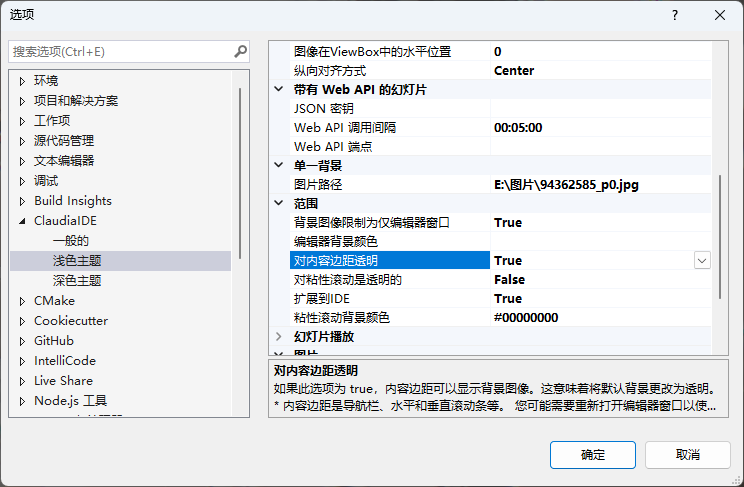 选项
搜索选项(Ctrl+E)
环境
项目和解决方案
工作项
源代码管理
文本编辑器
调试
Build Insights
ClaudiaIDE
一般的
浅色主题
深色主题
CMake
Cookiecutter
GitHub
IntelliCode
Live Share
Node.js 工具
图像在ViewBox中的水平位置 0
纵向对齐方式 Center
带有 Web API 的幻灯片
JSON 密钥
Web API 调用间隔 00:05:00
Web API 端点
单一背景
图片路径 E:\图片\94362585_p0.jpg
范围
背景图像限制为仅编辑器窗口 True
编辑器背景颜色
对内容边距透明 True
对粘性滚动是透明的 False
扩展到IDE True
粘性滚动背景颜色 #00000000
幻灯片播放
图片
对内容边距透明
如果此选项为 true，内容边距可以显示背景图像。这意味着将默认背景更改为透明。
* 内容边距是导航栏、水平和垂直滚动条等。 您可能需要重新打开编辑器窗口以使...
确定
取消